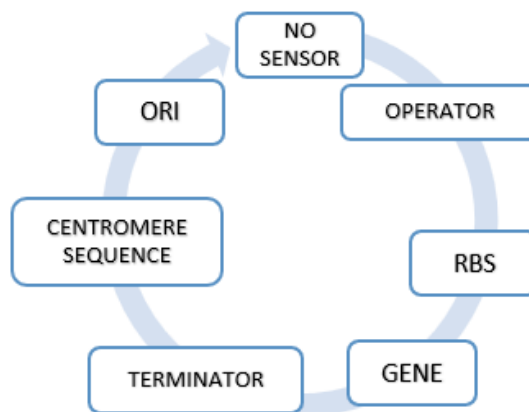 NO
SENSOR
OPERATOR
RBS
GENE
TERMINATOR
CENTROMERE
SEQUENCE
ORI